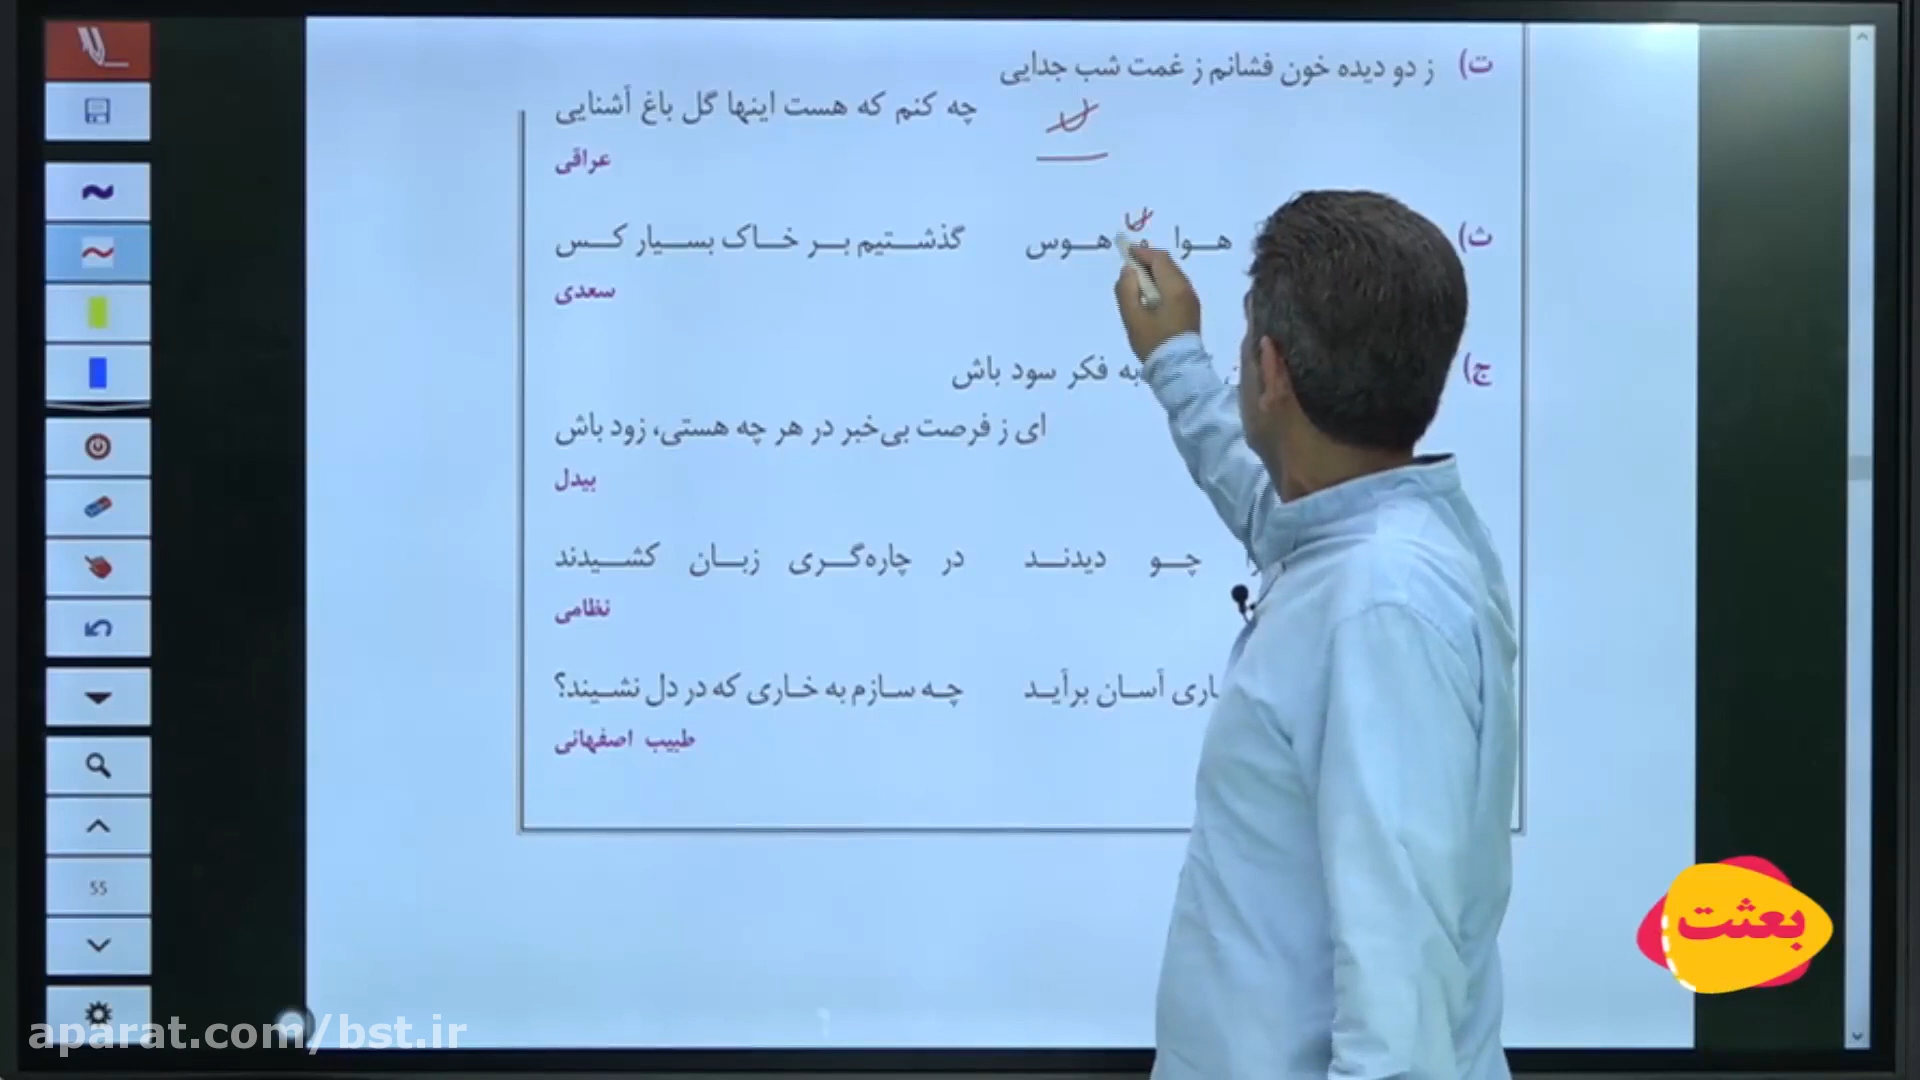 ت) ز دو دیده خون فشانم ز غمت شب جدایی
چه کنم که هست اینها گل باغ آشنایی
عراقی
ث) هوا و هوس گذشتیم بر خاک بسیار کس
سعدی
ج) به فکر سود باش
ای ز فرصت بی‌خبر در هر چه هستی، زود باش
بیدل
چو دیدند در چاره‌گری زبان کشیدند
نظامی
آسان برآید چه سازم به خاری که در دل نشیند؟
طبیب اصفهانی
55
بعثت
aparat.com/bst.ir